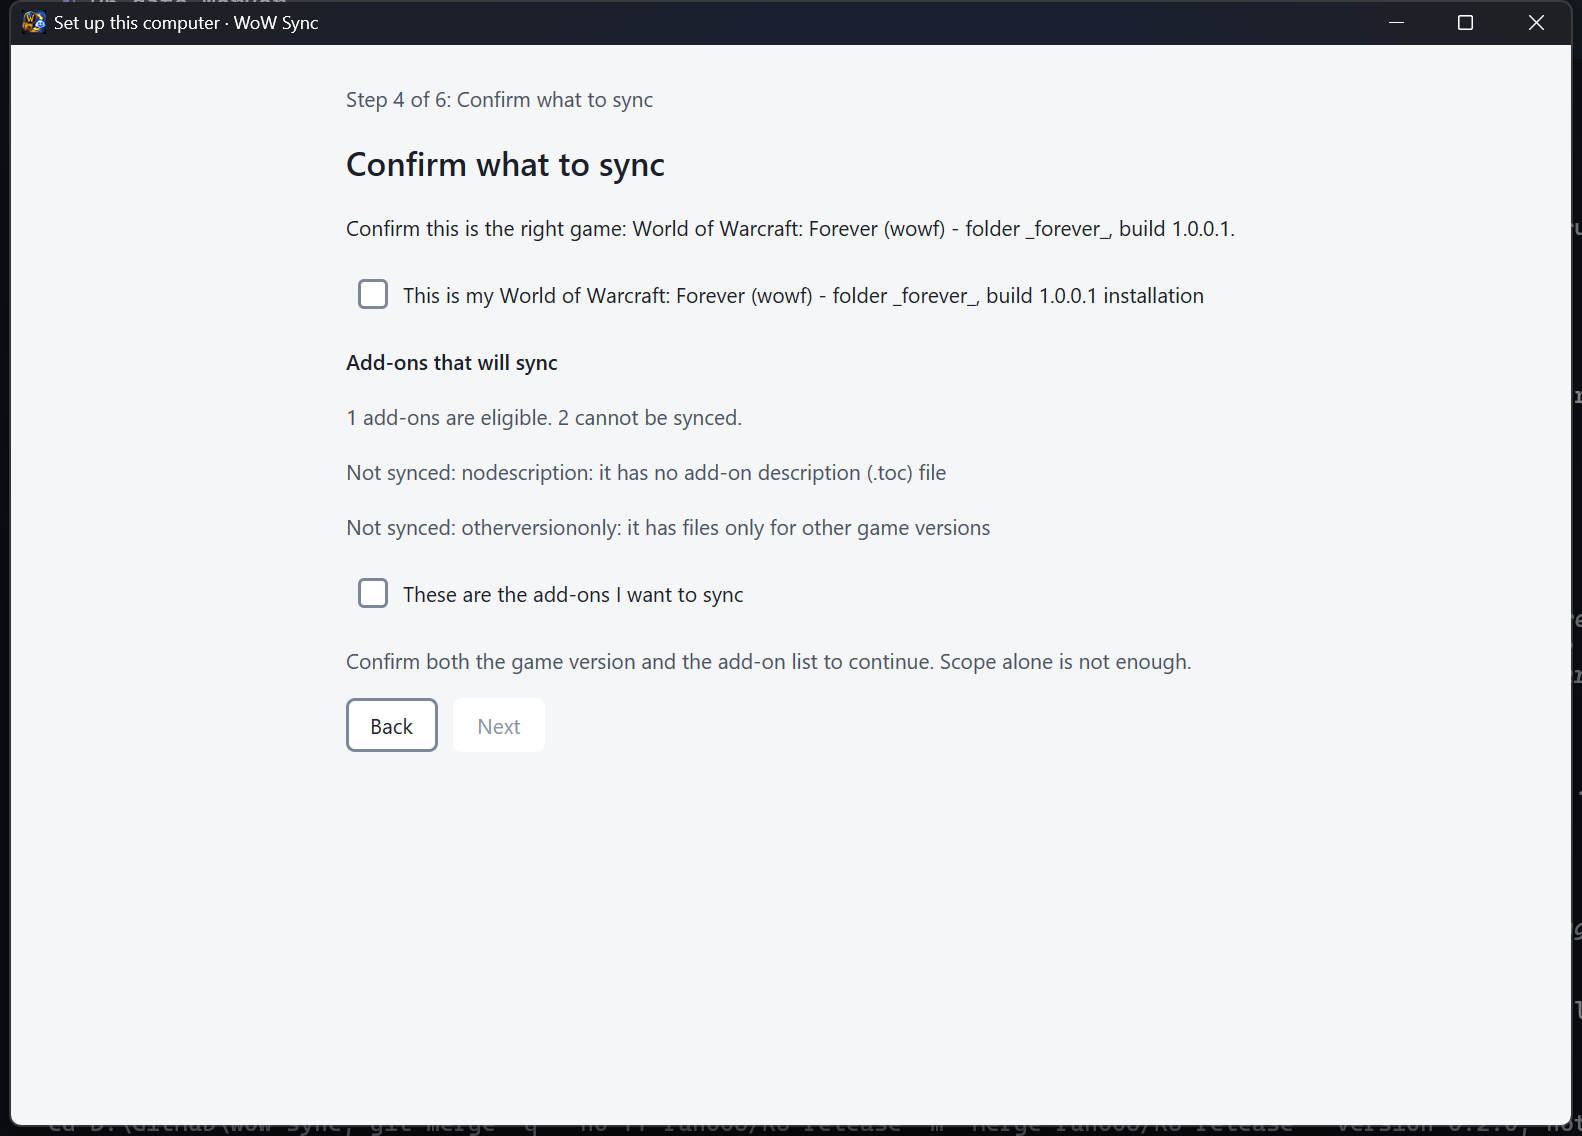 Set up this computer · WoW Sync
Step 4 of 6: Confirm what to sync
Confirm what to sync
Confirm this is the right game: World of Warcraft: Forever (wowf) - folder _forever_, build 1.0.0.1.
This is my World of Warcraft: Forever (wowf) - folder _forever_, build 1.0.0.1 installation
Add-ons that will sync
1 add-ons are eligible. 2 cannot be synced.
Not synced: nodescription: it has no add-on description (.toc) file
Not synced: otherversiononly: it has files only for other game versions
These are the add-ons I want to sync
Confirm both the game version and the add-on list to continue. Scope alone is not enough.
Back
Next